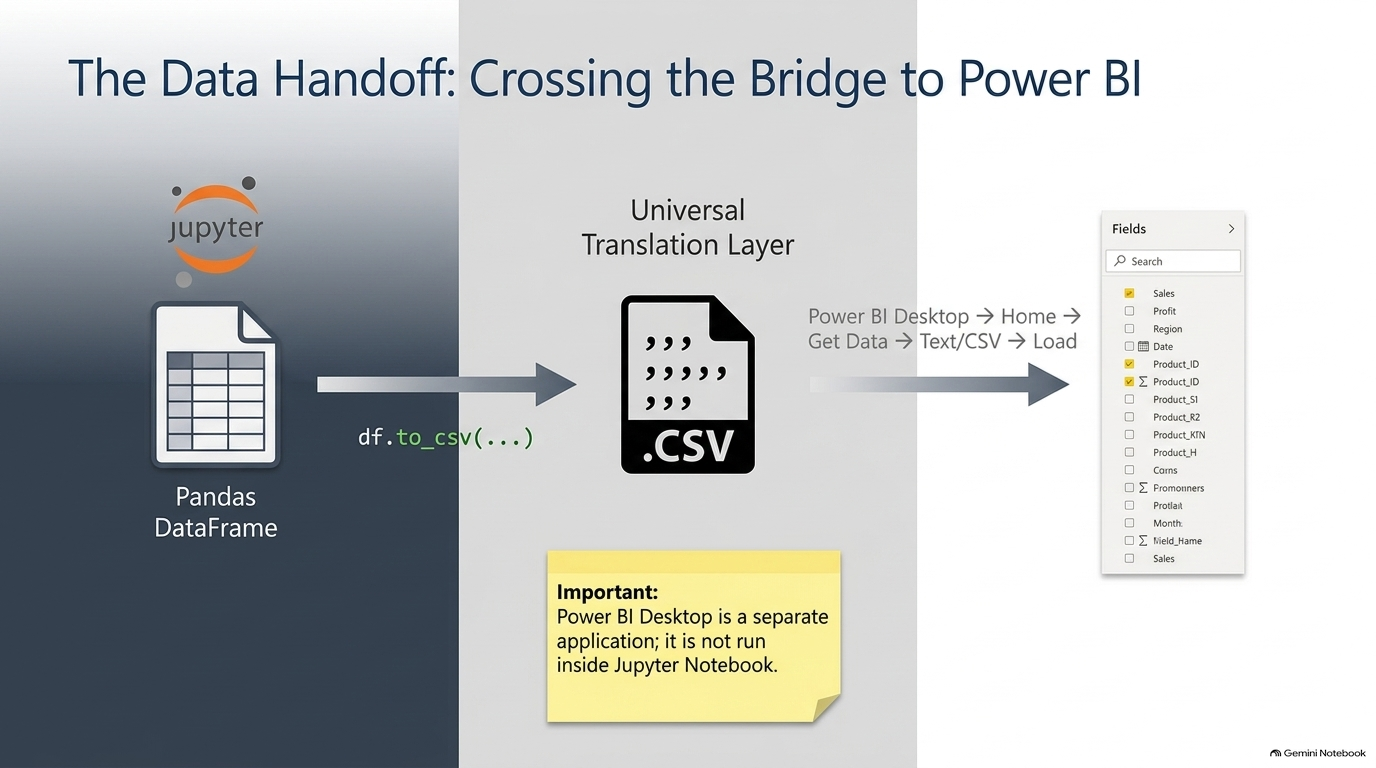 The Data Handoff: Crossing the Bridge to Power BI
jupyter
Pandas
DataFrame
df.to_csv(...)
Universal
Translation Layer
,,,
,,,,,
,,,
.CSV
Important:
Power BI Desktop is a separate
application; it is not run
inside Jupyter Notebook.
Power BI Desktop → Home →
Get Data → Text/CSV → Load
Fields
Search
Sales
Profit
Region
Date
Product_ID
Σ Product_ID
Product_S1
Product_R2
Product_KTN
Product_H
Carns
Σ Promonners
Month
Σ
Sales
Gemini Notebook